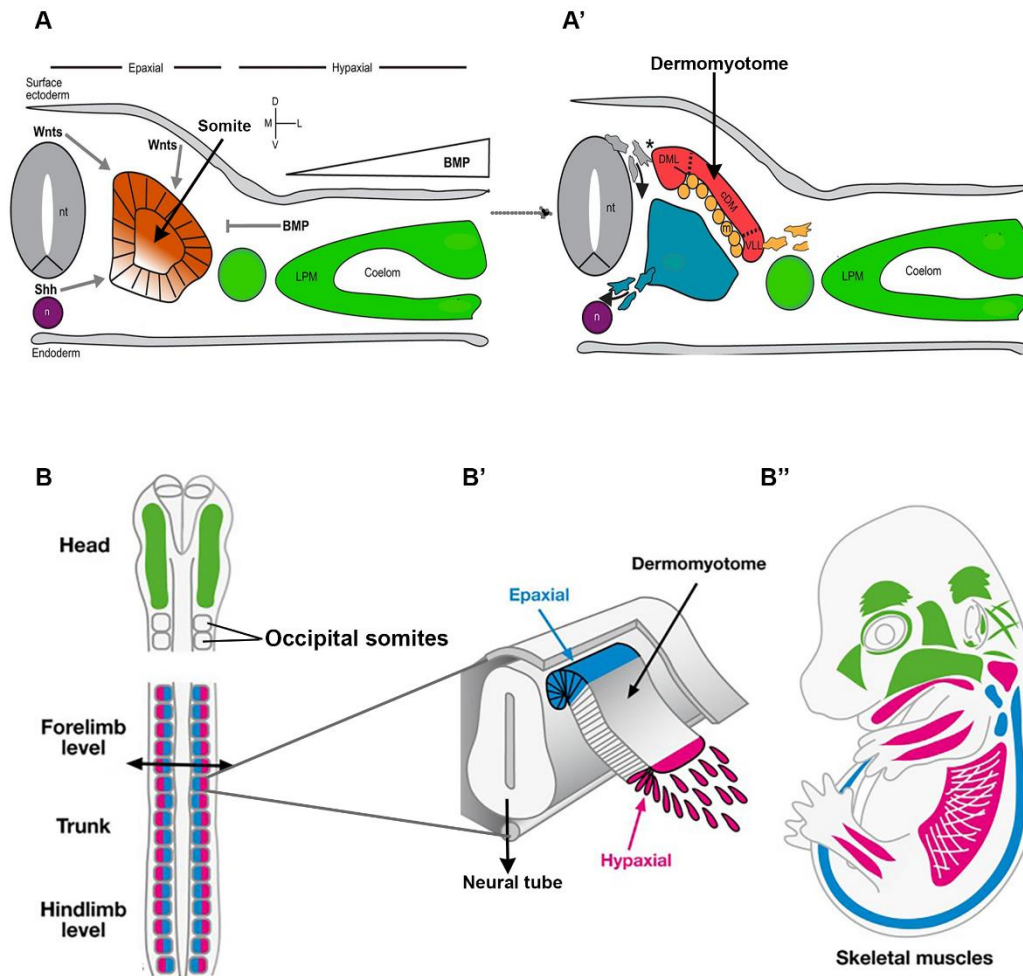 A
A’
Epaxial
Hypaxial
Dermomyotome
Surface
ectoderm
D
M
L
V
Wnts
Somite
Wnts
BMP
nt
BMP
LPM
Coelom
Shh
n
Endoderm
*
DML
cDM
nt
m
VLL
LPM
Coelom
n
B
B’
B’’
Head
Occipital somites
Epaxial
Dermomyotome
Forelimb
level
Trunk
Hypaxial
Neural tube
Hindlimb
level
Skeletal muscles